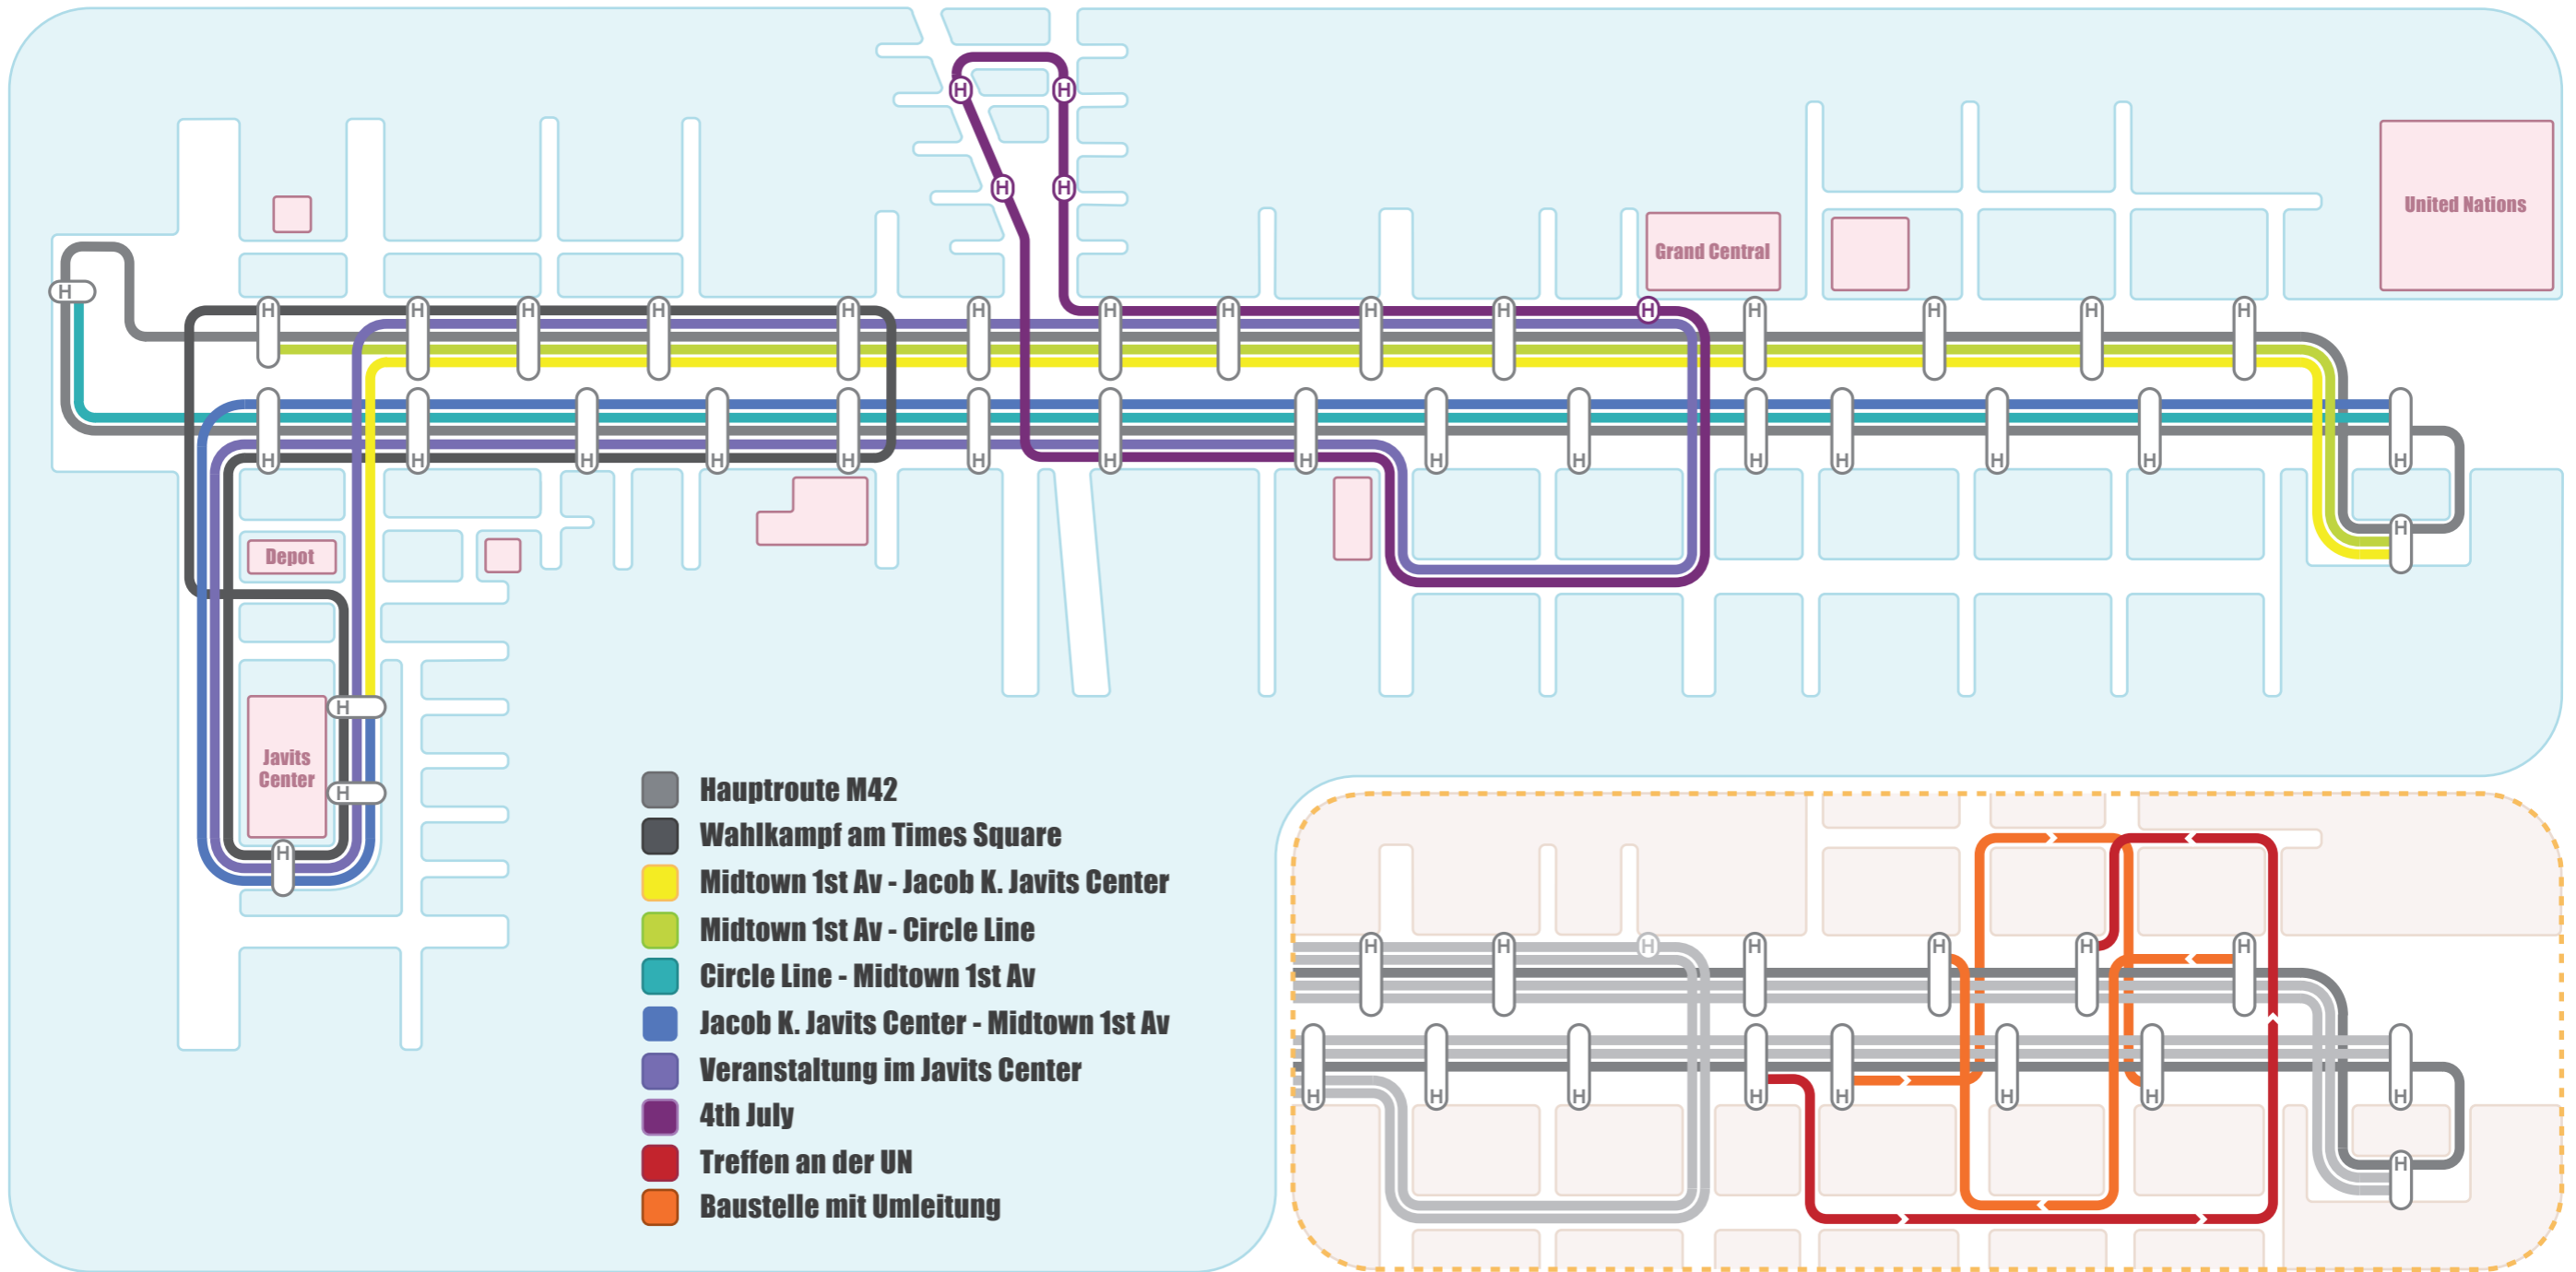 H H
H H
United Nations
Grand Central
H
H H H H H H H H H H H H H H H
H H H H H H H H H H H H H H H
H
Depot
H
Javits
Center
H
H
Hauptroute M42
Wahlkampf am Times Square
Midtown 1st Av - Jacob K. Javits Center
Midtown 1st Av - Circle Line
Circle Line - Midtown 1st Av
Jacob K. Javits Center - Midtown 1st Av
Veranstaltung im Javits Center
4th July
Treffen an der UN
Baustelle mit Umleitung
H H H H H H H
H H H H H H H H
H